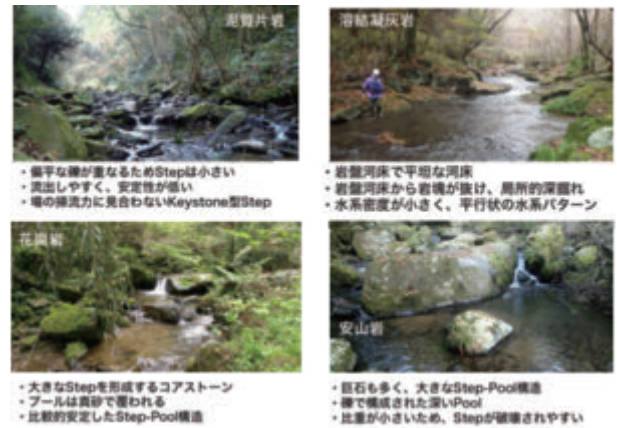 泥質片岩
・偏平な礫が重なるためStepは小さい
・流出しやすく、安定性が低い
・場の掃流力に見合わないKeystone型Step
溶結凝灰岩
・岩盤河床で平坦な河床
・岩盤河床から岩塊が抜け、局所的深掘れ
・水系密度が小さく、平行状の水系パターン
花崗岩
・大きなStepを形成するコアストーン
・プールは真砂で覆われる
・比較的安定したStep-Pool構造
安山岩
・巨石も多く、大きなStep-Pool構造
・礫で構成された深いPool
・比重が小さいため、Stepが破壊されやすい